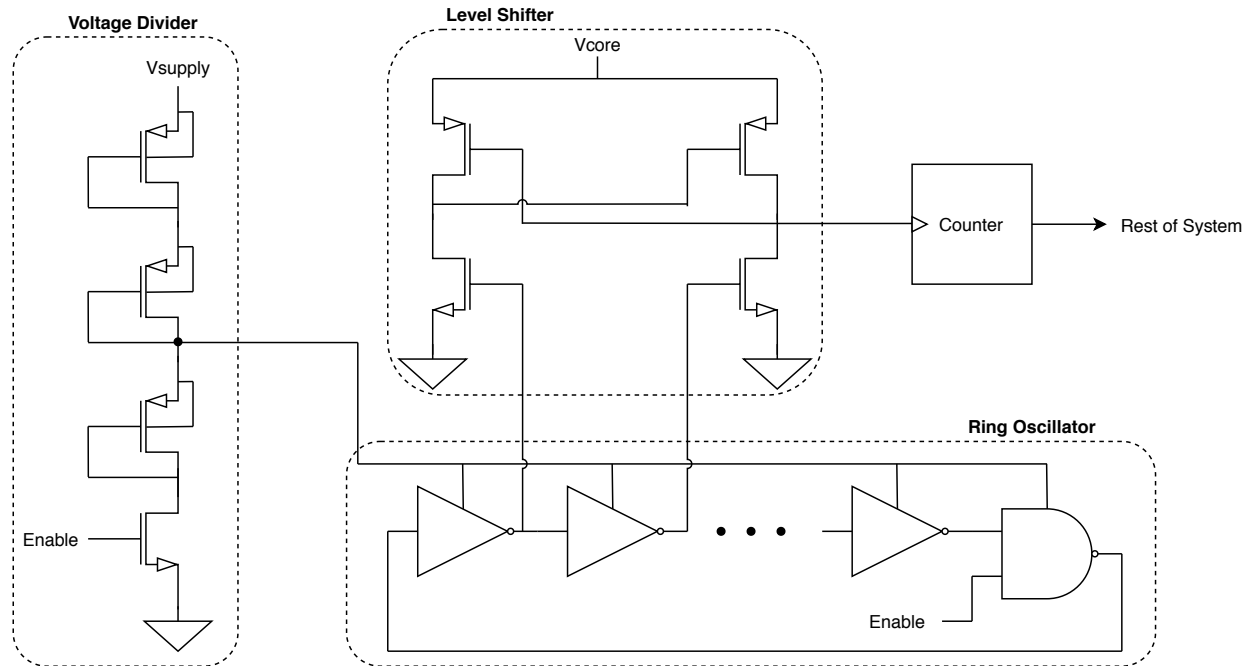 Voltage Divider
Level Shifter
Vsupply
Vcore
Counter
Rest of System
Ring Oscillator
Enable
Enable